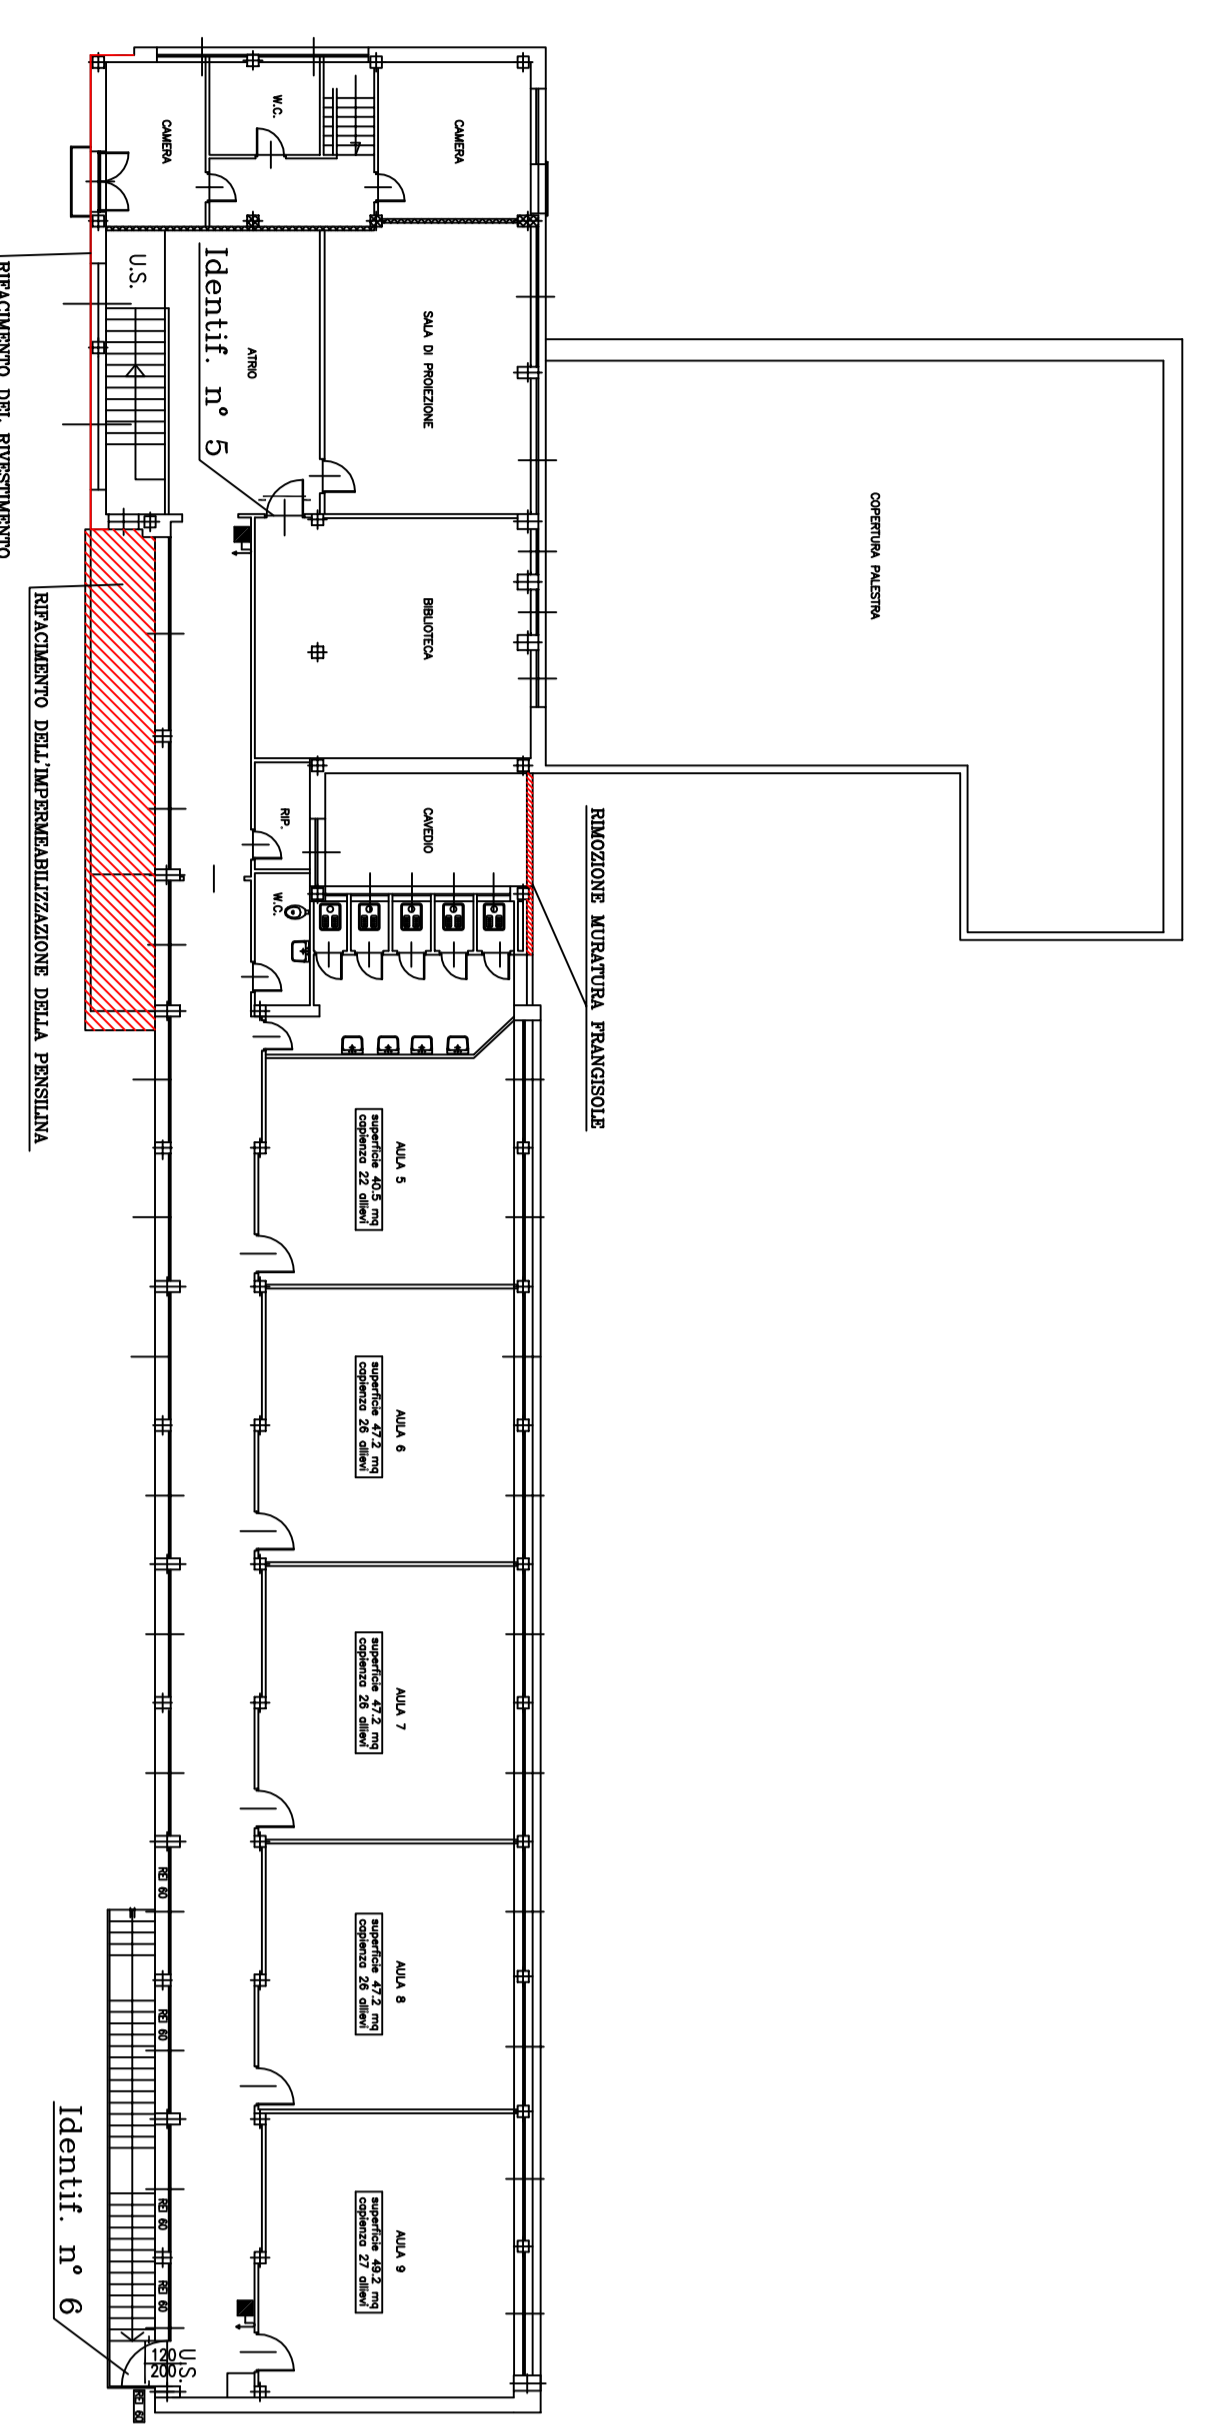 COPERTURA PALESTRA
RIMOZIONE MURATURA FRANGISOLE
CAMERA
SALA DI PROIEZIONE
BIBLIOTECA
CAVEDIO
AULA 5
superficie 40.5 mq
capienza 22 allievi
AULA 6
superficie 47.2 mq
capienza 26 allievi
AULA 7
superficie 47.2 mq
capienza 26 allievi
AULA 8
superficie 47.2 mq
capienza 26 allievi
AULA 9
superficie 49.2 mq
capienza 27 allievi
W.C.
RIP.
W.C.
ATRIO
Identif. n° 5
CAMERA
U.S.
REI 60
REI 60
REI 60
REI 60
U.S.
120
200
REI 60
Identif. n° 6
RIFACIMENTO DELL'IMPERMEABILIZZAZIONE DELLA PENSILINA
RIFACIMENTO DEL RIVESTIMENTO